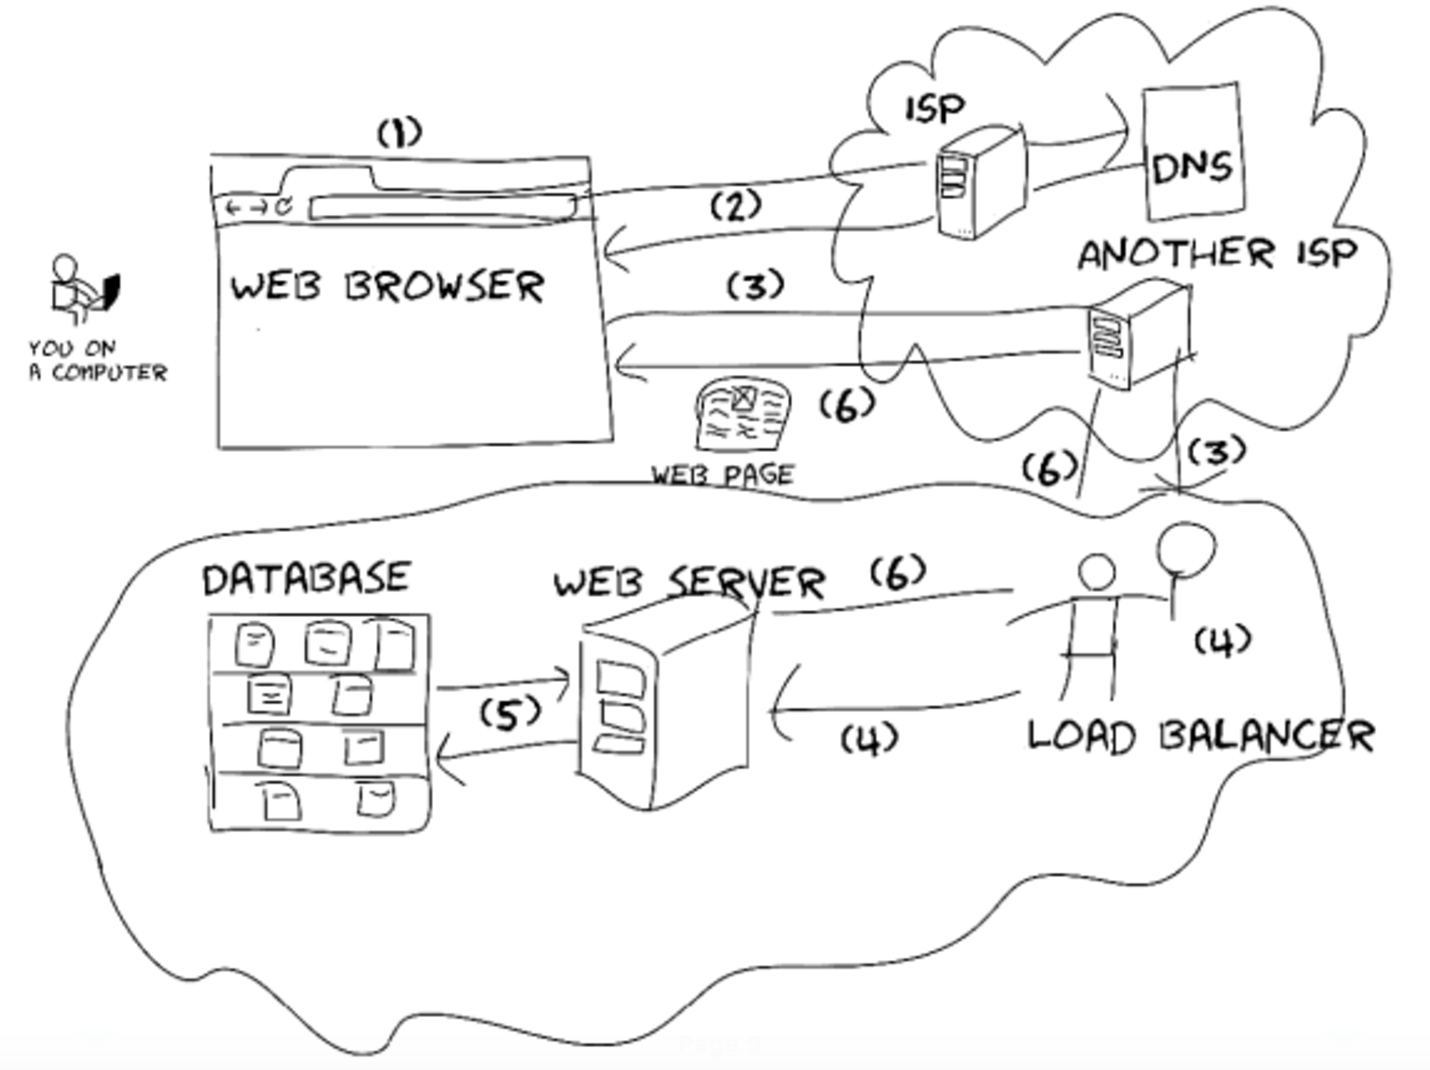 (1)
ISP
DNS
(2)
ANOTHER ISP
WEB BROWSER
(3)
YOU ON
A COMPUTER
(6)
WEB PAGE
(6)
(3)
DATABASE
WEB SERVER
(6)
(4)
(5)
(4)
LOAD BALANCER